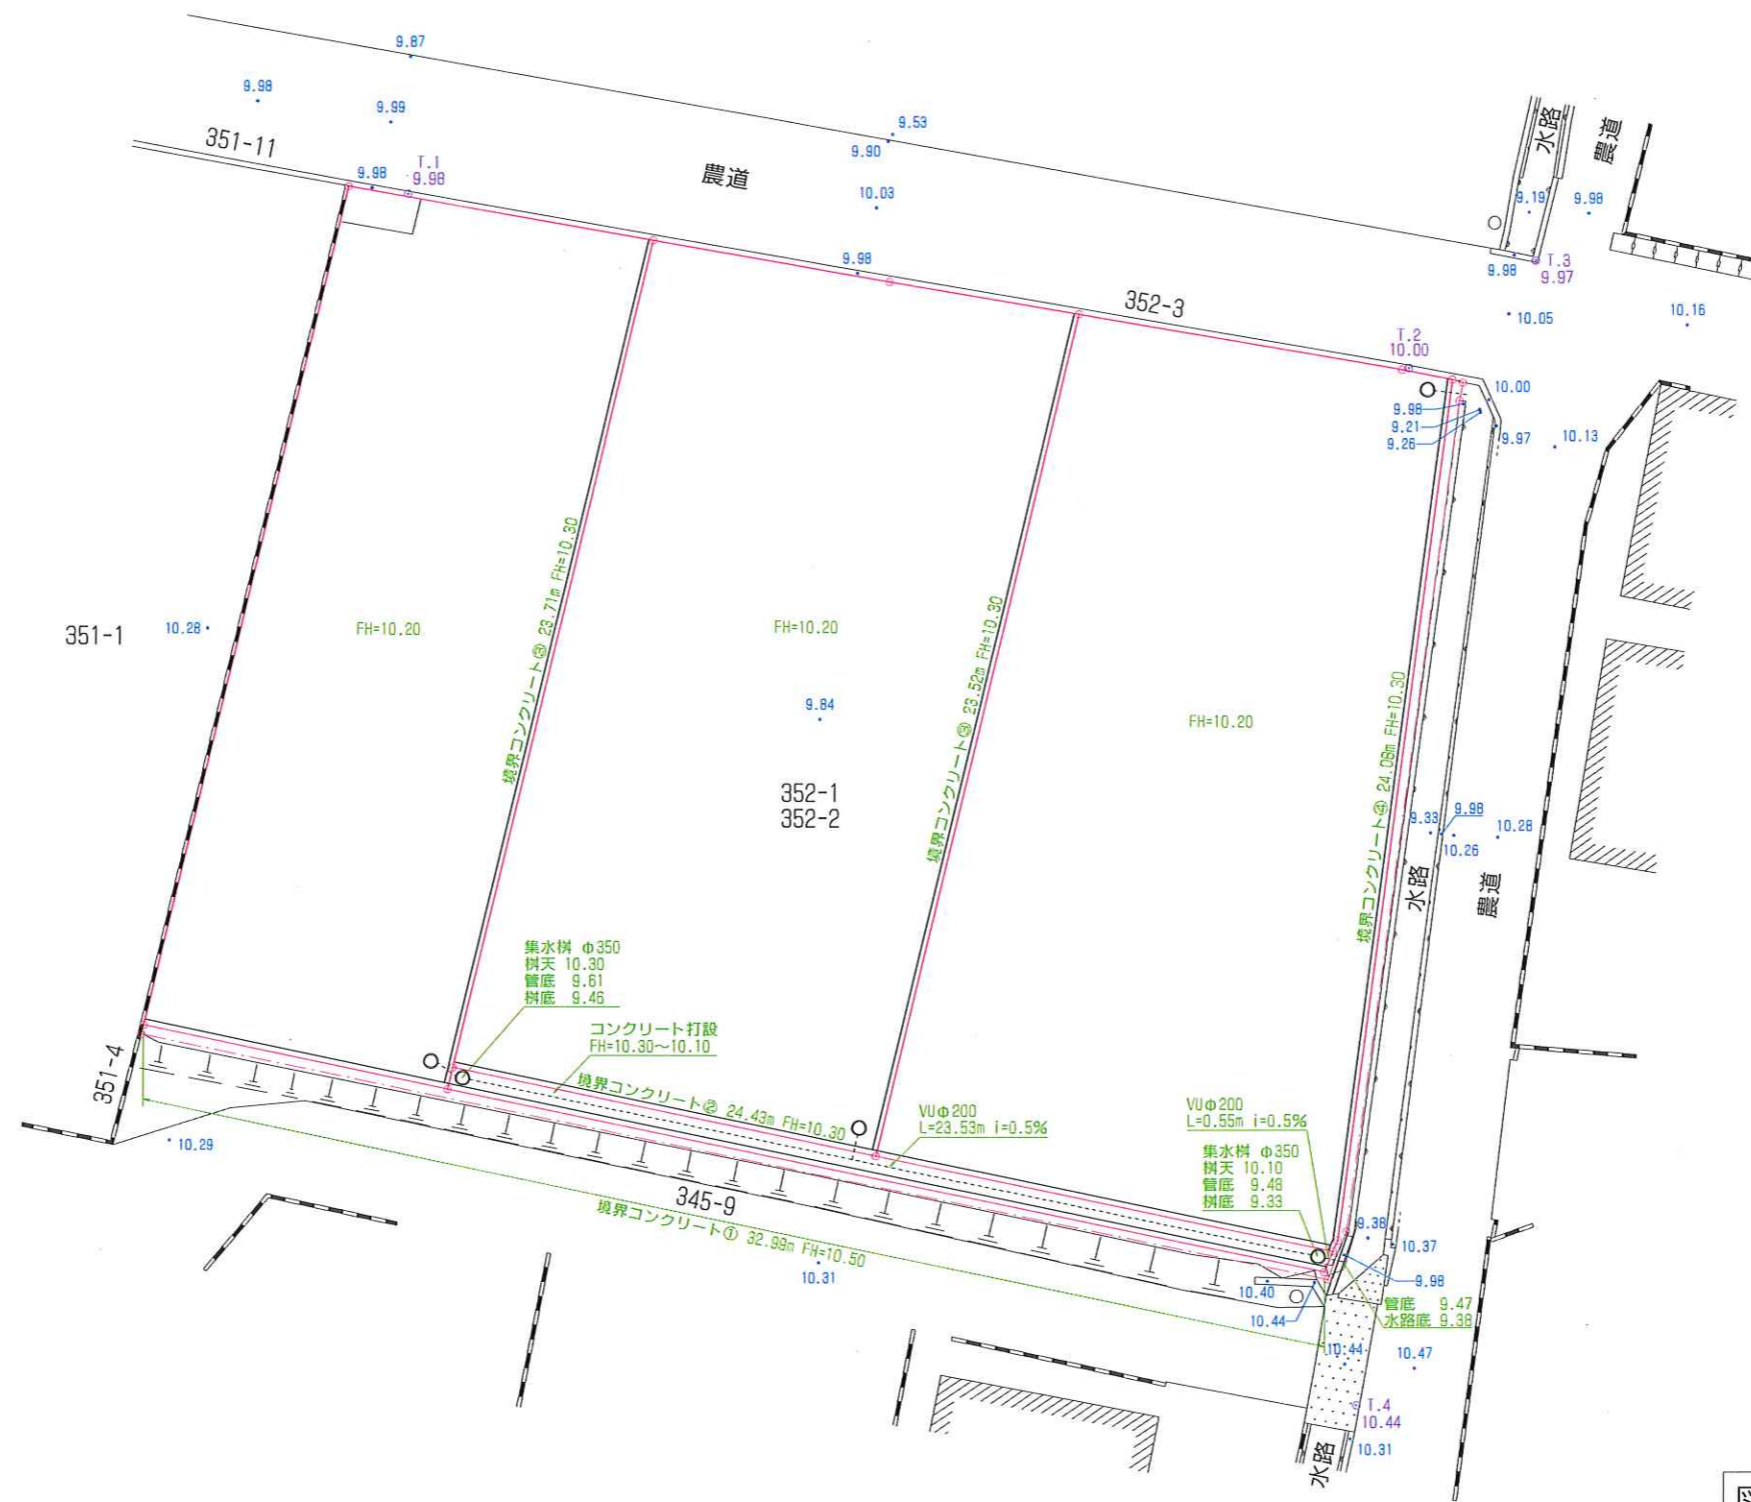 9.87
9.98
9.99
9.53
9.90
水路
農道
351-11
農道
T.1
9.98
9.98
10.03
9.19
9.98
9.98
T.3
9.97
9.98
352-3
10.05
10.16
T.2
10.00
10.00
9.98
9.21
9.26
9.97
10.13
境界コンクリート③ 23.71m FH=10.30
境界コンクリート③ 23.52m FH=10.30
境界コンクリート④ 24.08m FH=10.30
351-1
10.28
FH=10.20
FH=10.20
FH=10.20
9.84
352-1
352-2
9.33
9.98
10.26
10.28
水路
農道
集水桝 φ350
桝天 10.30
管底 9.61
桝底 9.46
コンクリート打設
FH=10.30～10.10
351-4
境界コンクリート② 24.43m FH=10.30
VUφ200
L=23.53m i=0.5%
VUφ200
L=0.55m i=0.5%
集水桝 φ350
桝天 10.10
管底 9.48
桝底 9.33
10.29
345-9
境界コンクリート① 32.99m FH=10.50
10.31
9.38
10.37
9.98
10.40
10.44
管底 9.47
水路底 9.38
10.44
10.47
T.4
10.44
10.31
水路